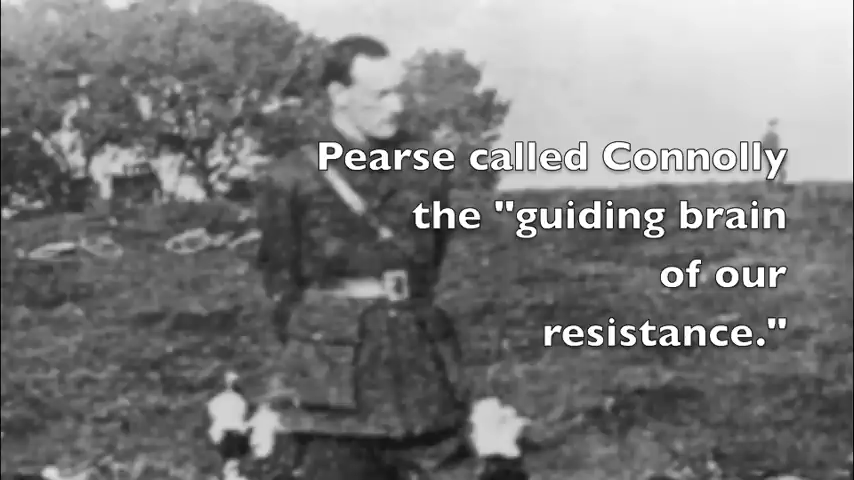 Pearse called Connolly
the "guiding brain
of our
resistance."